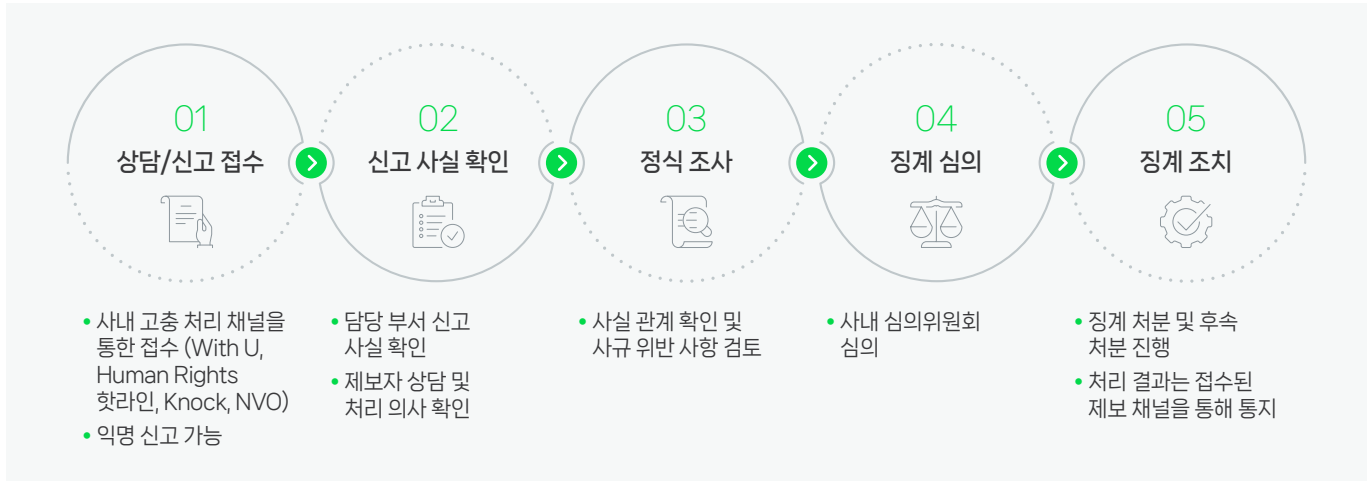 01
상담/신고 접수
• 사내 고충 처리 채널을
통한 접수 (With U,
Human Rights
핫라인, Knock, NVO)
• 익명 신고 가능
02
신고 사실 확인
• 담당 부서 신고
사실 확인
• 제보자 상담 및
처리 의사 확인
03
정식 조사
• 사실 관계 확인 및
사규 위반 사항 검토
04
징계 심의
• 사내 심의위원회
심의
05
징계 조치
• 징계 처분 및 후속
처분 진행
• 처리 결과는 접수된
제보 채널을 통해 통지